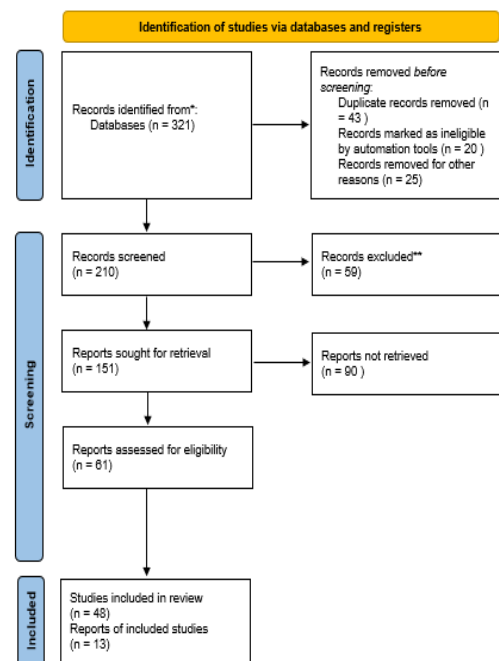 Identification of studies via databases and registers
Identification
Records identified from*:
Databases (n = 321)
Records removed before
screening:
Duplicate records removed (n
= 43 )
Records marked as ineligible
by automation tools (n = 20 )
Records removed for other
reasons (n = 25)
Screening
Records screened
(n = 210)
Records excluded**
(n = 59)
Reports sought for retrieval
(n = 151)
Reports not retrieved
(n = 90 )
Reports assessed for eligibility
(n = 61)
Included
Studies included in review
(n = 48)
Reports of included studies
(n = 13)